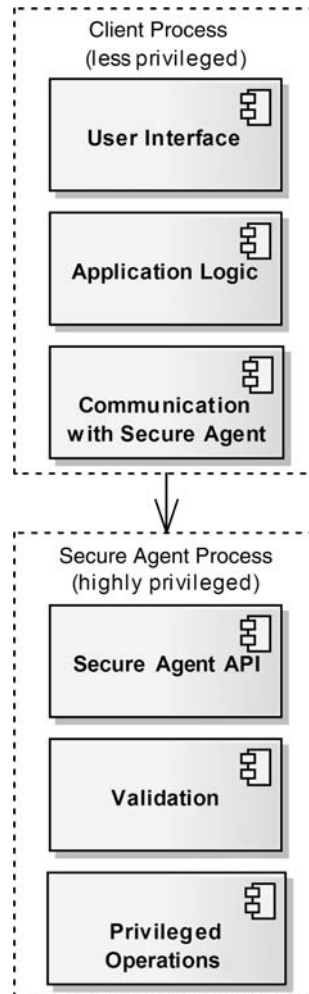 Client Process
(less privileged)
User Interface
Application Logic
Communication
with Secure Agent
Secure Agent Process
(highly privileged)
Secure Agent API
Validation
Privileged
Operations